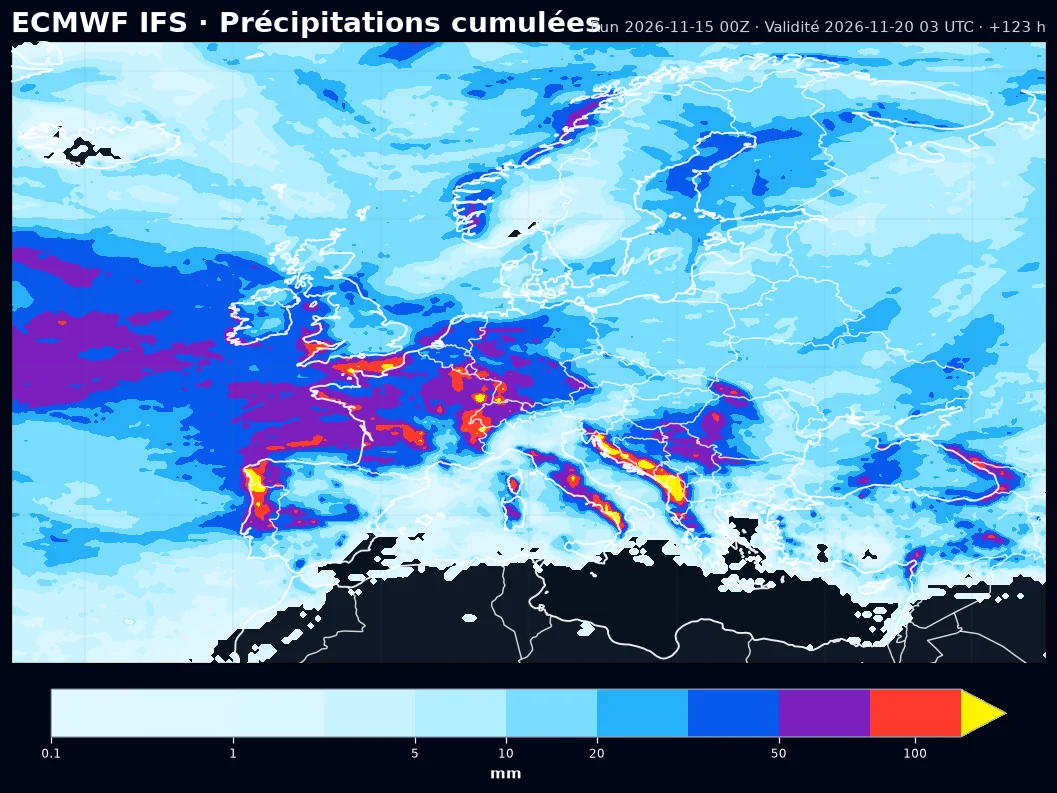 ECMWF IFS · Précipitations cumulées
Run 2026-11-15 00Z · Validité 2026-11-20 03 UTC · +123 h
0.1 1 5 10 20 50 100
mm